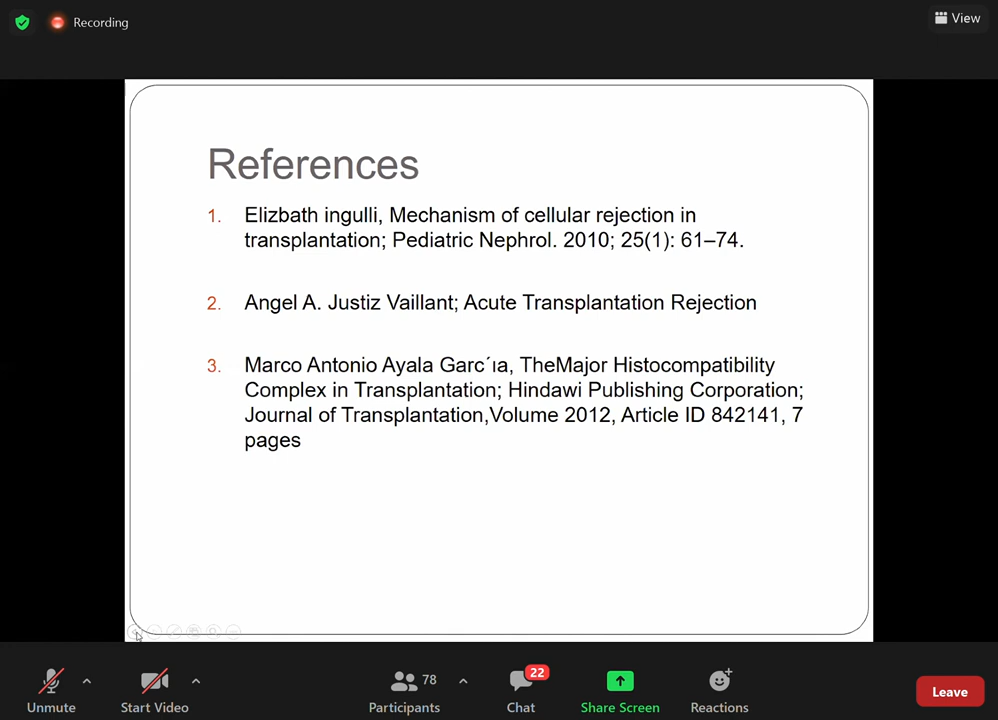 Recording
View
References
1. Elizbath ingulli, Mechanism of cellular rejection in
transplantation; Pediatric Nephrol. 2010; 25(1): 61–74.
2. Angel A. Justiz Vaillant; Acute Transplantation Rejection
3. Marco Antonio Ayala Garc´ıa, TheMajor Histocompatibility
Complex in Transplantation; Hindawi Publishing Corporation;
Journal of Transplantation,Volume 2012, Article ID 842141, 7
pages
78
22
Unmute
Start Video
Participants
Chat
Share Screen
Reactions
Leave